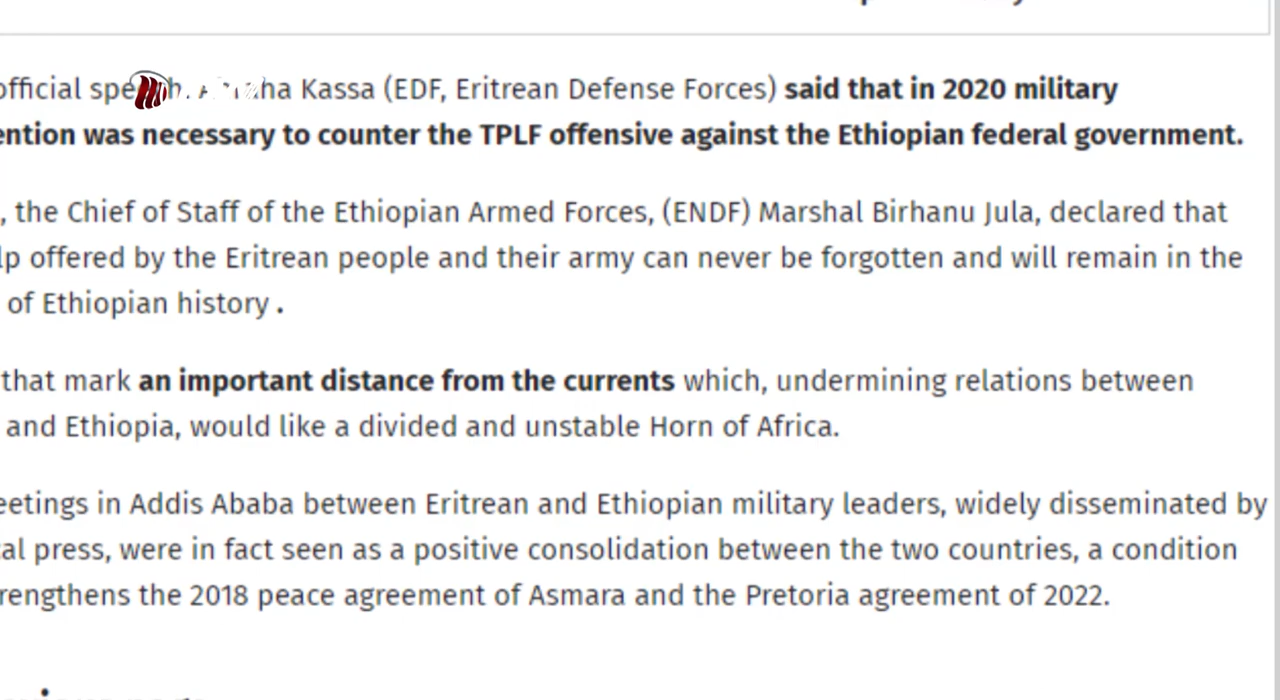 official speech. Kassa (EDF, Eritrean Defense Forces) said that in 2020 military
ention was necessary to counter the TPLF offensive against the Ethiopian federal government.
, the Chief of Staff of the Ethiopian Armed Forces, (ENDF) Marshal Birhanu Jula, declared that
lp offered by the Eritrean people and their army can never be forgotten and will remain in the
of Ethiopian history .
that mark an important distance from the currents which, undermining relations between
and Ethiopia, would like a divided and unstable Horn of Africa.
eetings in Addis Ababa between Eritrean and Ethiopian military leaders, widely disseminated by
cal press, were in fact seen as a positive consolidation between the two countries, a condition
rengthens the 2018 peace agreement of Asmara and the Pretoria agreement of 2022.